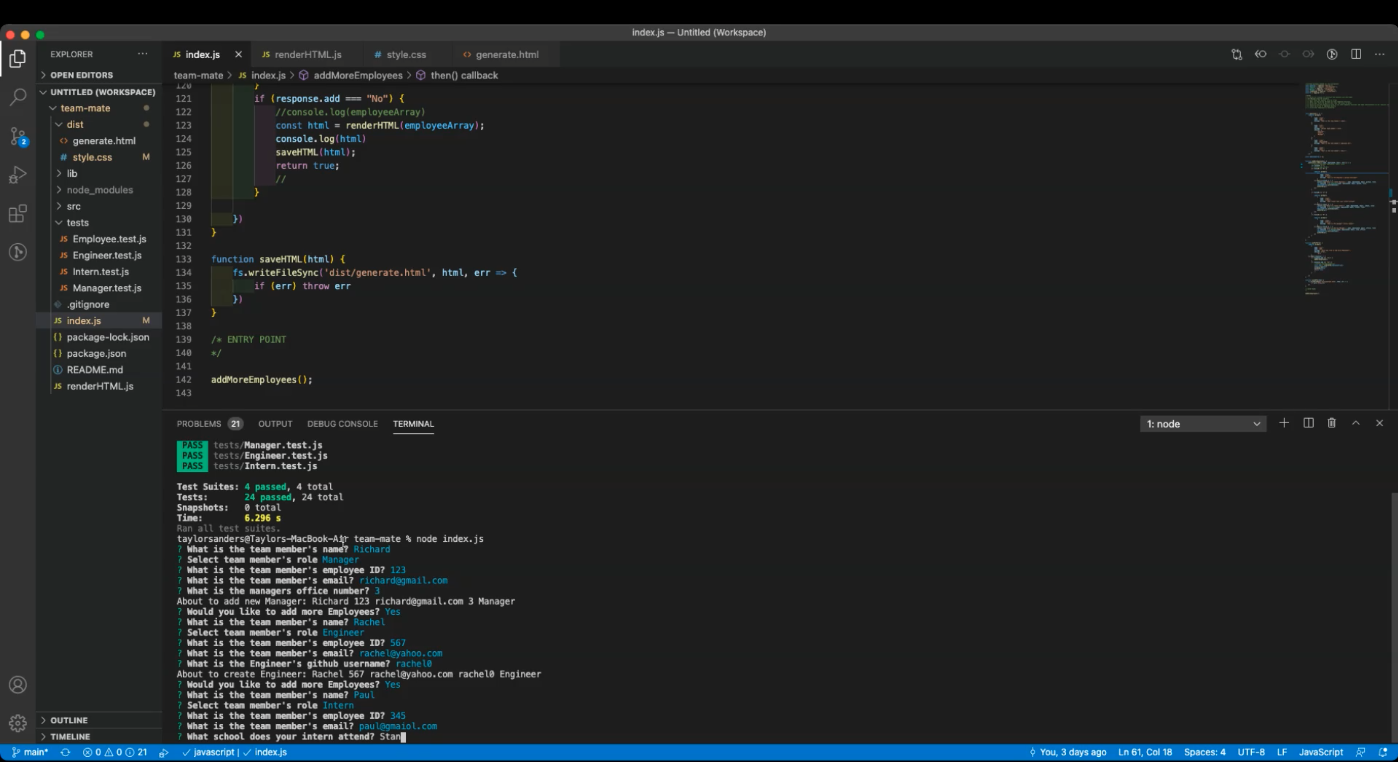 index.js — Untitled (Workspace)
EXPLORER
OPEN EDITORS
UNTITLED (WORKSPACE)
team-mate
dist
generate.html
style.css M
lib
node_modules
src
tests
Employee.test.js
Engineer.test.js
Intern.test.js
Manager.test.js
.gitignore
index.js M
package-lock.json
package.json
README.md
renderHTML.js
OUTLINE
TIMELINE
index.js renderHTML.js style.css generate.html
team-mate > index.js > addMoreEmployees > then() callback
120 }
121 if (response.add === "No") {
122 //console.log(employeeArray)
123 const html = renderHTML(employeeArray);
124 console.log(html)
125 saveHTML(html);
126 return true;
127 //
128 }
129
130 })
131 }
132
133 function saveHTML(html) {
134 fs.writeFileSync('dist/generate.html', html, err => {
135 if (err) throw err
136 })
137 }
138
139 /* ENTRY POINT
140 */
141
142 addMoreEmployees();
143
PROBLEMS 21 OUTPUT DEBUG CONSOLE TERMINAL 1: node
PASS tests/Manager.test.js
PASS tests/Engineer.test.js
PASS tests/Intern.test.js
Test Suites: 4 passed, 4 total
Tests: 24 passed, 24 total
Snapshots: 0 total
Time: 6.296 s
Ran all test suites.
taylorsanders@Taylors-MacBook-Air team-mate % node index.js
? What is the team member's name? Richard
? Select team member's role Manager
? What is the team member's employee ID? 123
? What is the team member's email? richard@gmail.com
? What is the managers office number? 3
About to add new Manager: Richard 123 richard@gmail.com 3 Manager
? Would you like to add more Employees? Yes
? What is the team member's name? Rachel
? Select team member's role Engineer
? What is the team member's employee ID? 567
? What is the team member's email? rachel@yahoo.com
? What is the Engineer's github username? rachel0
About to create Engineer: Rachel 567 rachel@yahoo.com rachel0 Engineer
? Would you like to add more Employees? Yes
? What is the team member's name? Paul
? Select team member's role Intern
? What is the team member's employee ID? 345
? What is the team member's email? paul@gmaiol.com
? What school does your intern attend? Stan
main* 0 0 21 javascript | index.js You, 3 days ago Ln 61, Col 18 Spaces: 4 UTF-8 LF JavaScript